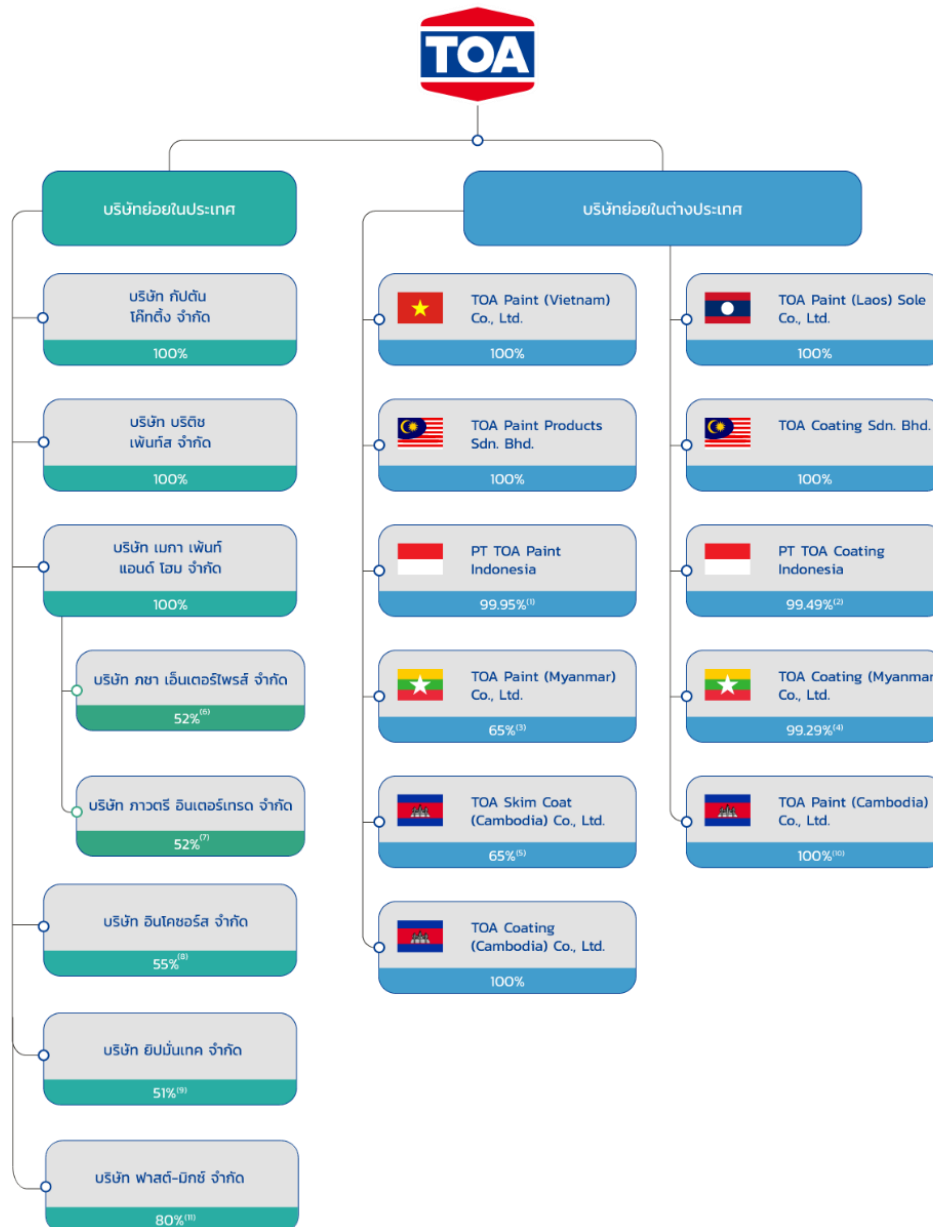 TOA
บริษัทย่อยในประเทศ
บริษัท กัปตัน
โค๊ทติ้ง จำกัด
100%
บริษัท บริติช
เพ้นท์ส จำกัด
100%
บริษัท เมกา เพ้นท์
แอนด์ โฮม จำกัด
100%
บริษัท ภชา เอ็นเตอร์ไพรส์ จำกัด
52%(6)
บริษัท ภาวตรี อินเตอร์เทรด จำกัด
52%(7)
บริษัท อินโคซอร์ส จำกัด
55%(8)
บริษัท ยิปมั่นเทค จำกัด
51%(9)
บริษัท ฟาสต์-มิกซ์ จำกัด
80%(11)
บริษัทย่อยในต่างประเทศ
TOA Paint (Vietnam)
Co., Ltd.
100%
TOA Paint Products
Sdn. Bhd.
100%
PT TOA Paint
Indonesia
99.95%(1)
TOA Paint (Myanmar)
Co., Ltd.
65%(3)
TOA Skim Coat
(Cambodia) Co., Ltd.
65%(5)
TOA Coating
(Cambodia) Co., Ltd.
100%
TOA Paint (Laos) Sole
Co., Ltd.
100%
TOA Coating Sdn. Bhd.
100%
PT TOA Coating
Indonesia
99.49%(2)
TOA Coating (Myanmar
Co., Ltd.
99.29%(4)
TOA Paint (Cambodia)
Co., Ltd.
100%(10)